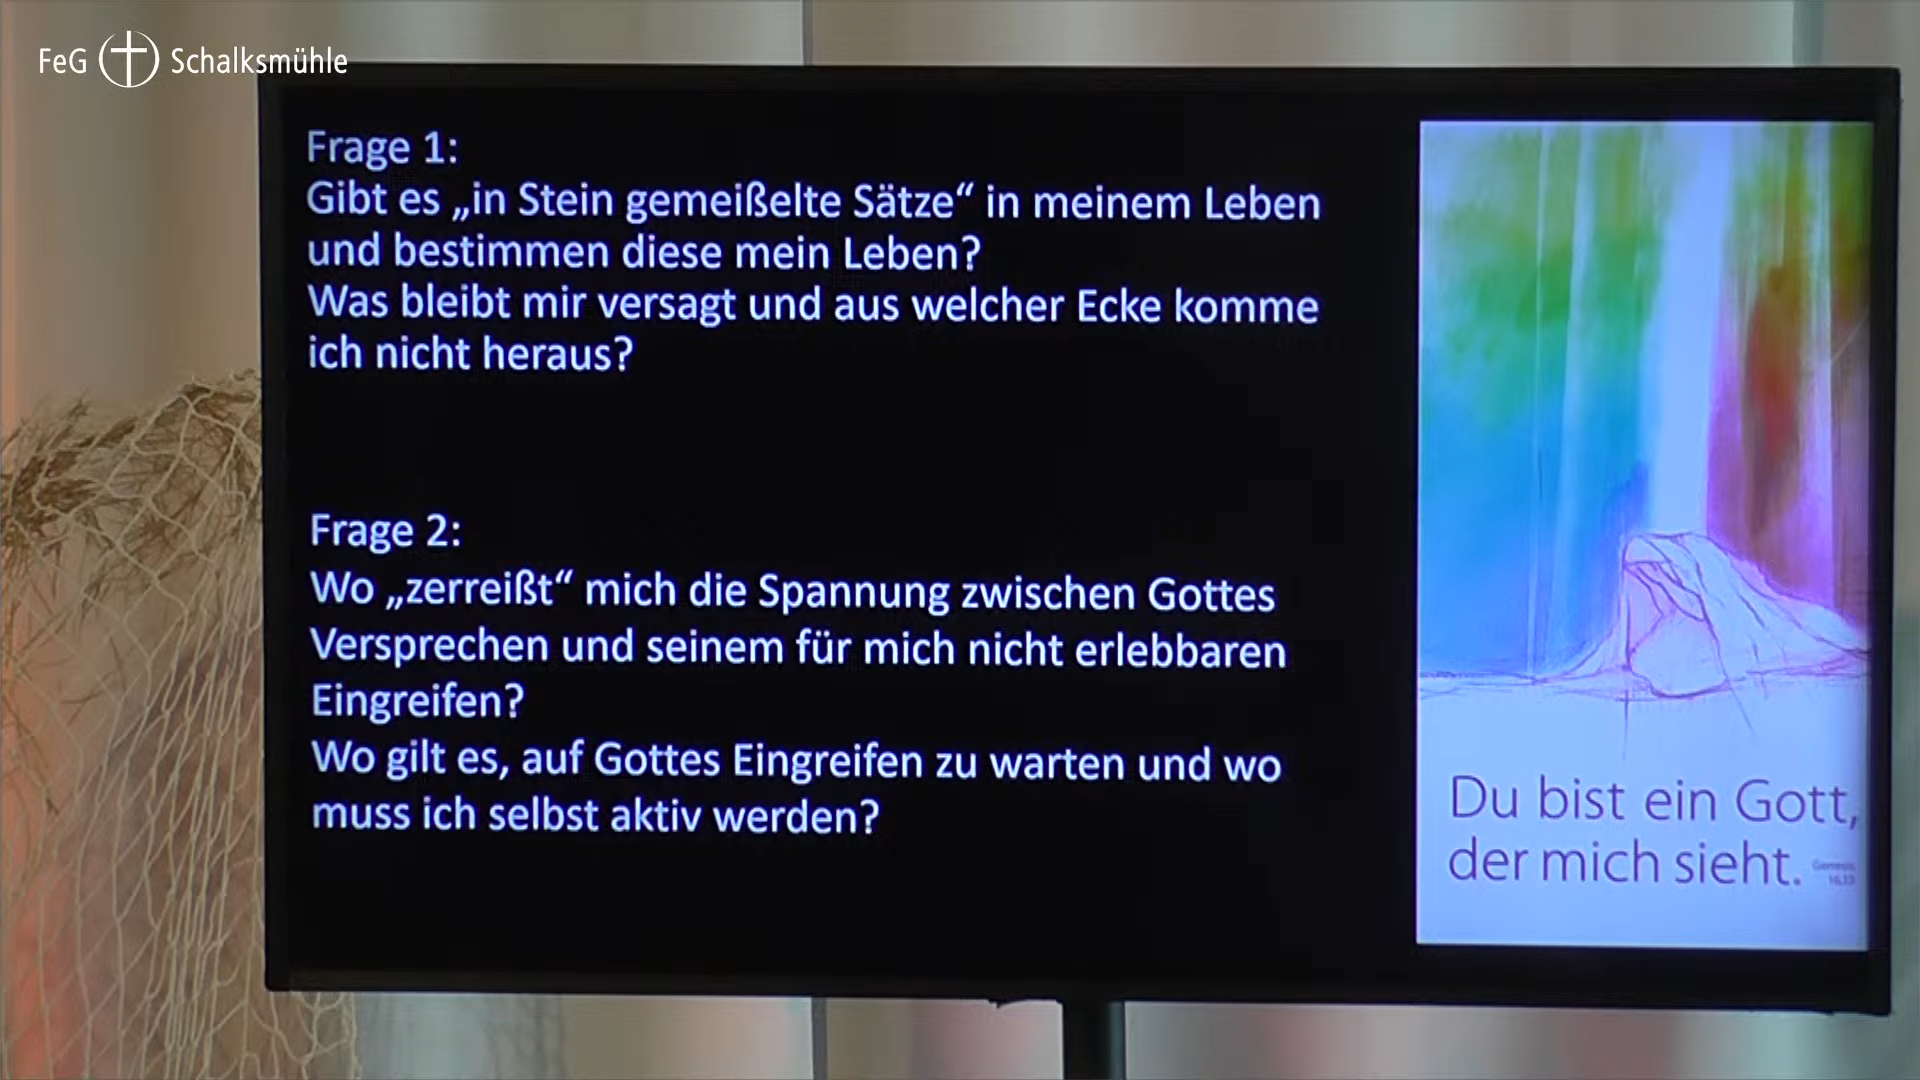 FeG Schalksmühle
Frage 1:
Gibt es „in Stein gemeißelte Sätze“ in meinem Leben
und bestimmen diese mein Leben?
Was bleibt mir versagt und aus welcher Ecke komme
ich nicht heraus?
Frage 2:
Wo „zerreißt“ mich die Spannung zwischen Gottes
Versprechen und seinem für mich nicht erlebbaren
Eingreifen?
Wo gilt es, auf Gottes Eingreifen zu warten und wo
muss ich selbst aktiv werden?
Du bist ein Gott,
der mich sieht.
Genesis
16,13